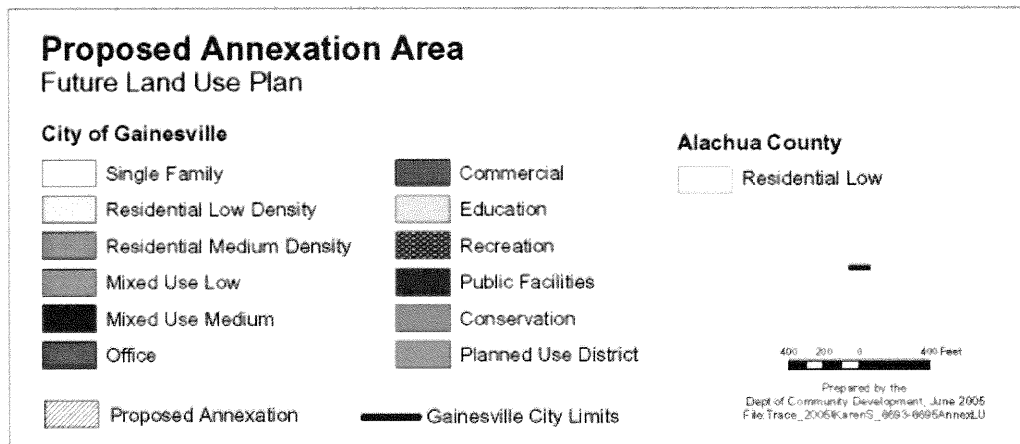 Proposed Annexation Area
Future Land Use Plan
City of Gainesville
Single Family
Residential Low Density
Residential Medium Density
Mixed Use Low
Mixed Use Medium
Office
Commercial
Education
Recreation
Public Facilities
Conservation
Planned Use District
Proposed Annexation
Gainesville City Limits
Alachua County
Residential Low
400 200 0 400 Feet
Prepared by the
Dept of Community Development, June 2005